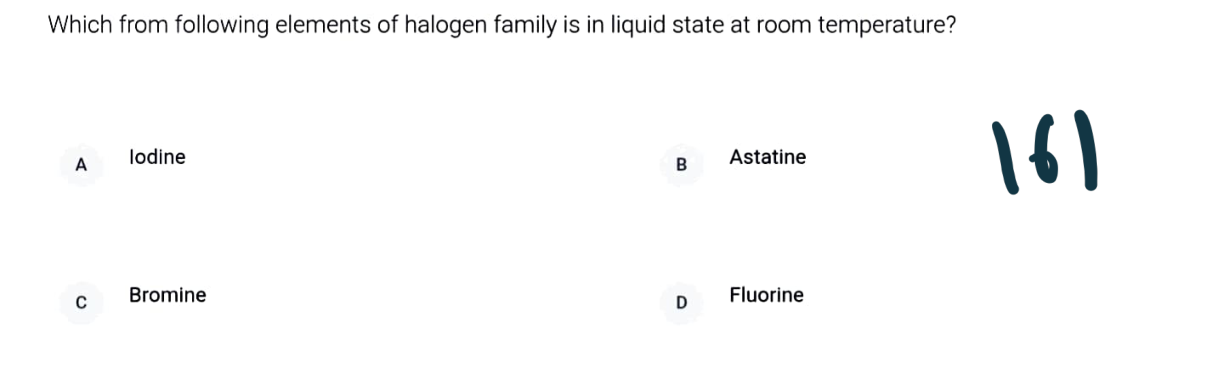 Which from following elements of halogen family is in liquid state at room temperature?
A Iodine
B Astatine
161
C Bromine
D Fluorine